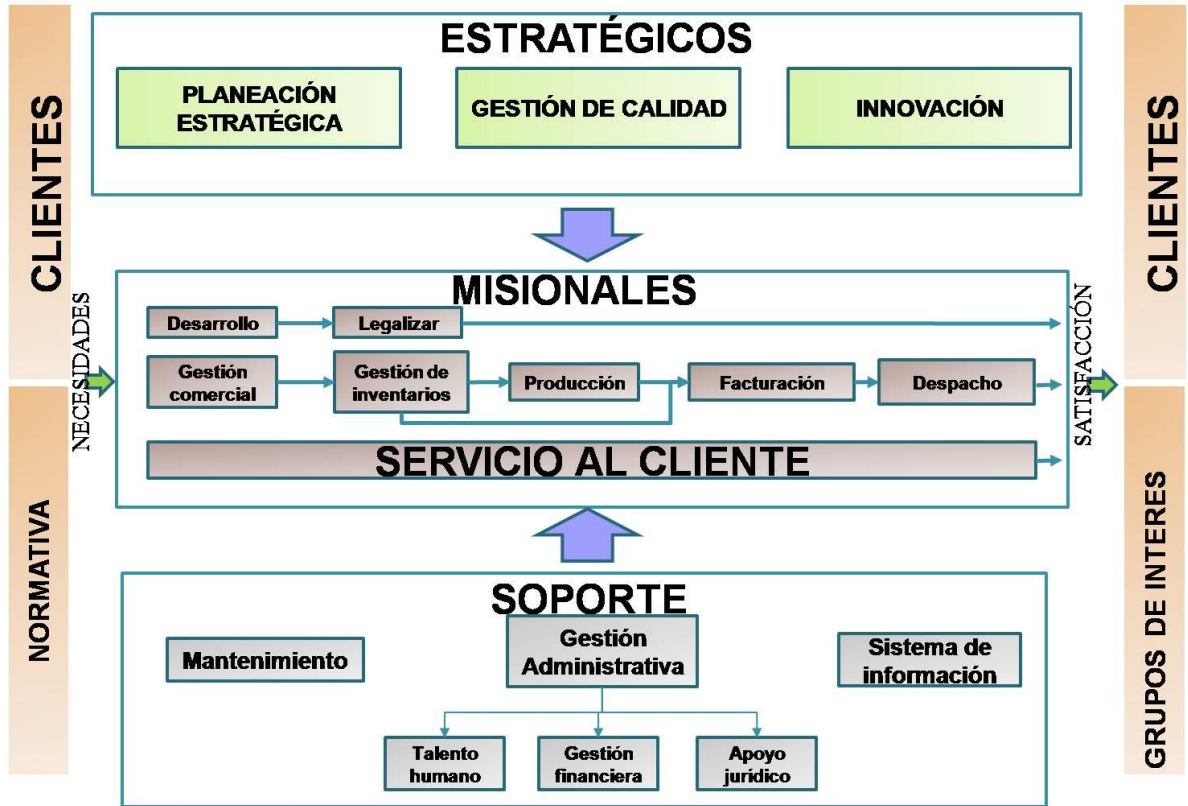 ESTRATÉGICOS
PLANEACIÓN
ESTRATÉGICA
GESTIÓN DE CALIDAD
INNOVACIÓN
CLIENTES
NORMATIVA
NECESIDADES
MISIONALES
Desarrollo
Legalizar
Gestión
comercial
Gestión de
inventarios
Producción
Facturación
Despacho
SERVICIO AL CLIENTE
SATISFACCIÓN
CLIENTES
GRUPOS DE INTERES
SOPORTE
Mantenimiento
Gestión
Administrativa
Sistema de
información
Talento
humano
Gestión
financiera
Apoyo
jurídico